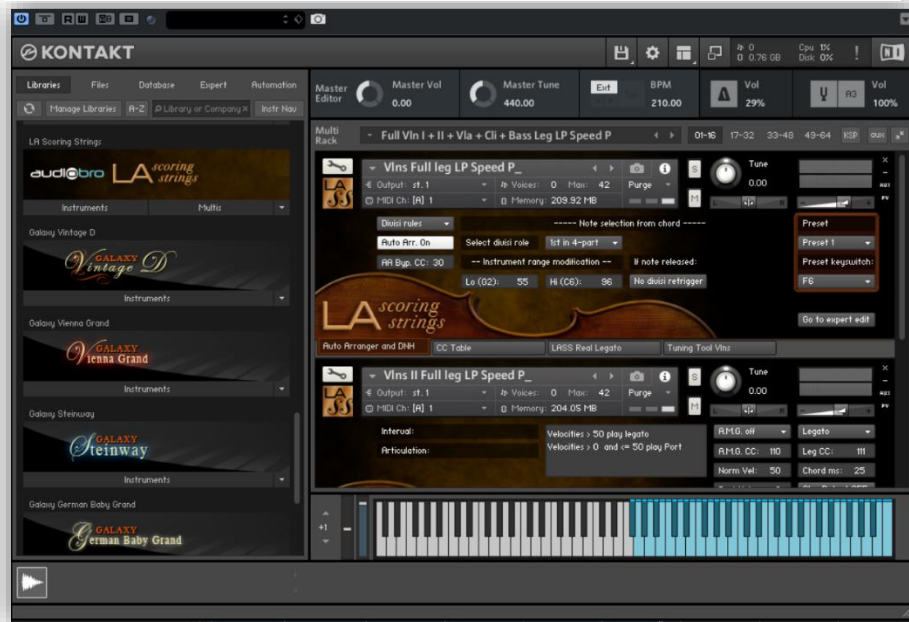 KONTAKT
0
0.76 GB
Cpu 1%
Disk 0%
Libraries Files Database Expert Automation
Manage Libraries A-Z Library or Company Instr Nav
Master Editor
Master Vol
0.00
Master Tune
440.00
Ext
BPM
210.00
Vol
29%
A3
Vol
100%
Multi Rack
Full Vln I + II + Vla + Cli + Bass Leg LP Speed P
01-16 17-32 33-48 49-64 KSP aux
LA Scoring Strings
audiobro LA scoring strings
Instruments Multis
Galaxy Vintage D
GALAXY
Vintage D
Instruments
Galaxy Vienna Grand
GALAXY
Vienna Grand
Instruments
Galaxy Steinway
GALAXY
Steinway
Instruments
Galaxy German Baby Grand
GALAXY
German Baby Grand
Vlns Full leg LP Speed P_
Output: st.1 Voices: 0 Max: 42 Purge
MIDI Ch: [A] 1 Memory: 209.92 MB
S
M
Tune
0.00
L R
AUX
PV
Divisi rules ----- Note selection from chord -----
Auto Arr. On Select divisi role 1st in 4-part
AA Byp. CC: 30 -- Instrument range modification -- If note released:
Lo (G2): 55 Hi (C6): 96 No divisi retrigger
Preset
Preset 1
Preset keyswitch:
F6
Go to expert edit
LA scoring strings
Auto Arranger and DNH CC Table LASS Real Legato Tuning Tool Vlns
Vlns II Full leg LP Speed P_
Output: st.1 Voices: 0 Max: 42 Purge
MIDI Ch: [A] 1 Memory: 204.05 MB
S
M
Tune
0.00
L R
AUX
PV
Interval:
Articulation:
Velocities > 50 play legato
Velocities > 0 and <= 50 play Port
A.M.G. off Legato
A.M.G. CC: 110 Leg CC: 111
Norm Vel: 50 Chord ms: 25
+1